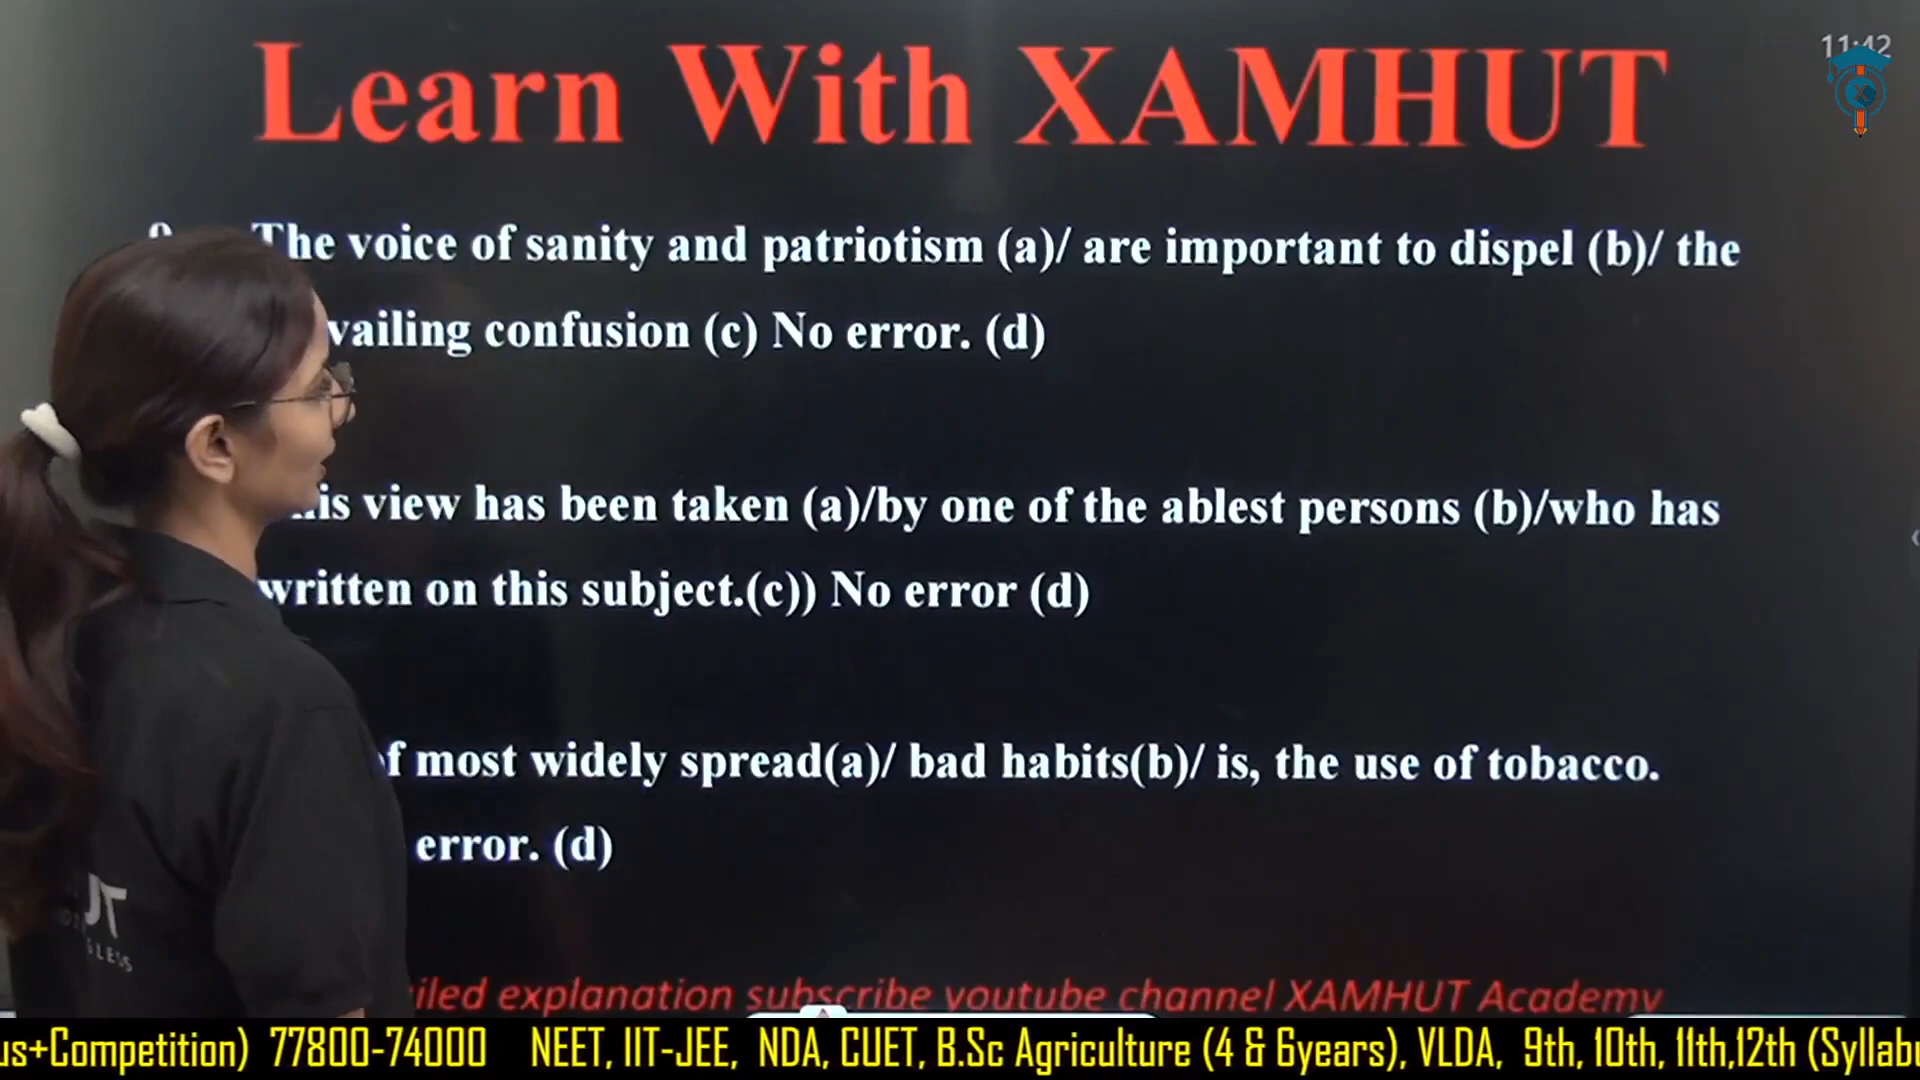 Learn With XAMHUT
11:42
The voice of sanity and patriotism (a)/ are important to dispel (b)/ the
vailing confusion (c) No error. (d)
is view has been taken (a)/by one of the ablest persons (b)/who has
written on this subject.(c)) No error (d)
of most widely spread(a)/ bad habits(b)/ is, the use of tobacco.
error. (d)
UT
iled explanation subscribe youtube channel XAMHUT Academy
us+Competition) 77800-74000 NEET, IIT-JEE, NDA, CUET, B.Sc Agriculture (4 & 6years), VLDA, 9th, 10th, 11th,12th (Syllabu